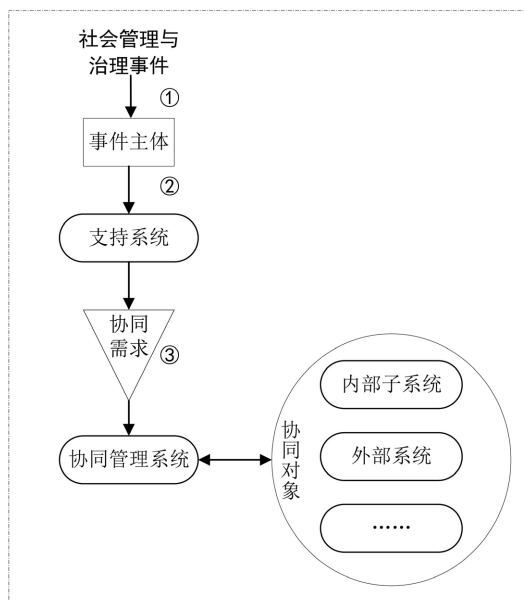 社会管理与
治理事件
①
事件主体
②
支持系统
协同
需求
③
协同管理系统
协同对象
内部子系统
外部系统
……